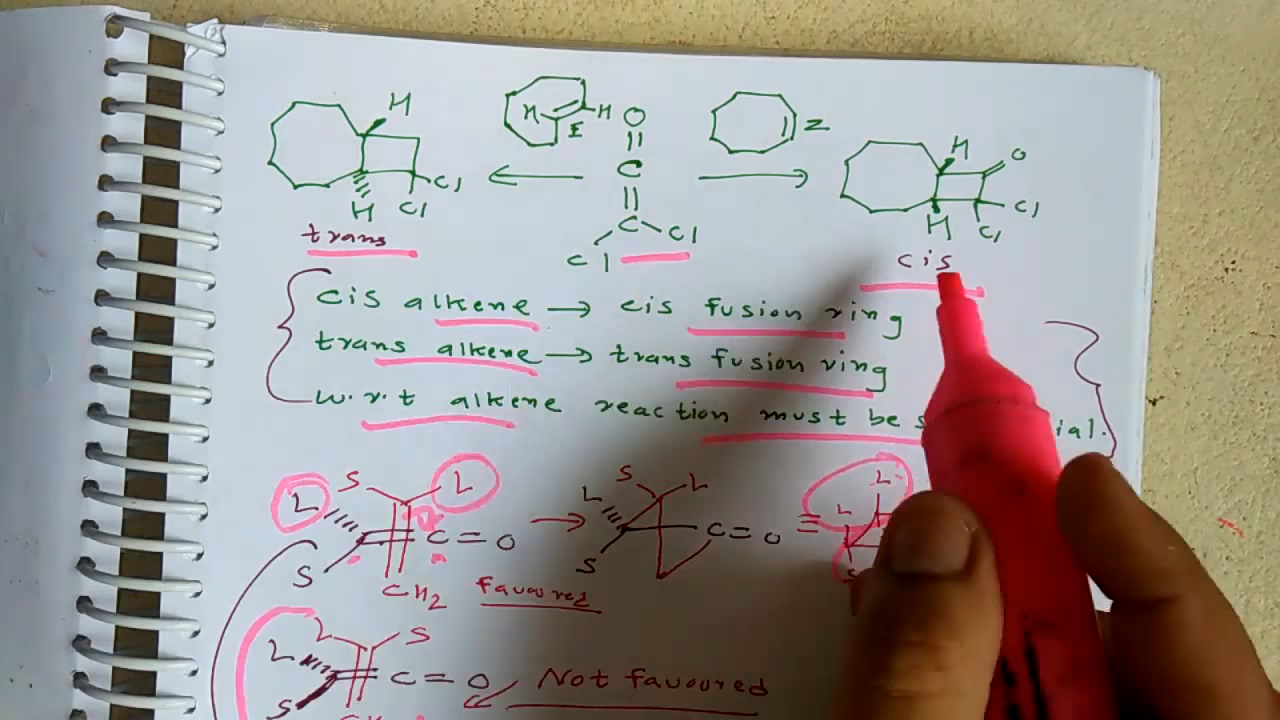 H H H O Z
E
C H O
Cl H Cl Cl Cl H Cl Cl
trans cis
cis alkene → cis fusion ring
trans alkene → trans fusion ring
w.r.t alkene reaction must be
S L S L L
L L L
C = O → C = O ≡
S S S
CH2 favoured
L S
L C = O Not favoured
S